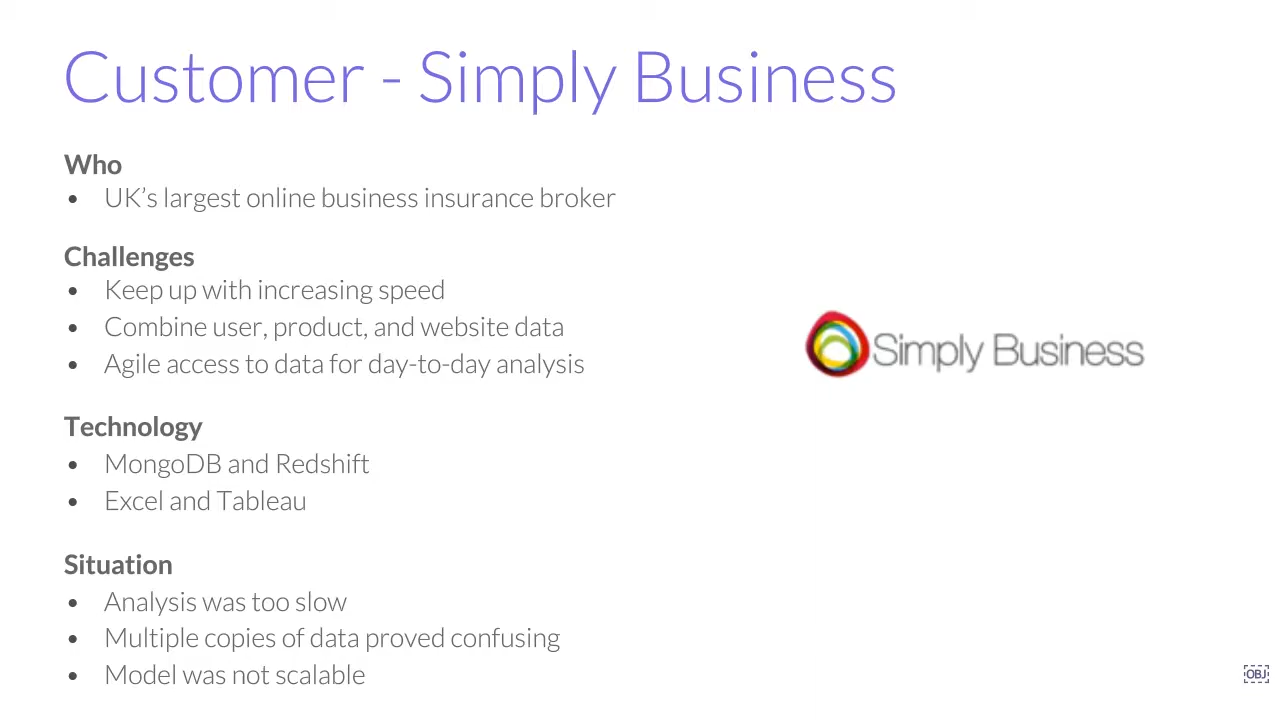 Customer - Simply Business
Who
• UK’s largest online business insurance broker
Challenges
• Keep up with increasing speed
• Combine user, product, and website data
• Agile access to data for day-to-day analysis
Simply Business
Technology
• MongoDB and Redshift
• Excel and Tableau
Situation
• Analysis was too slow
• Multiple copies of data proved confusing
• Model was not scalable
OBJ